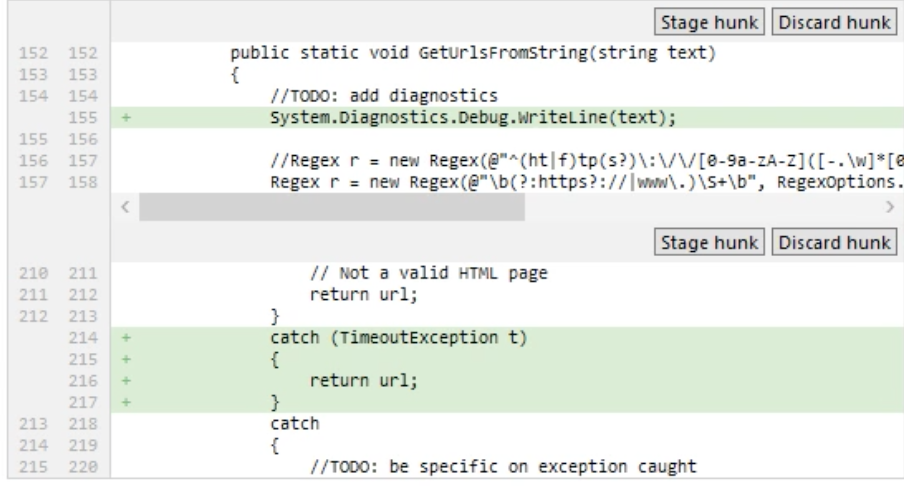 Stage hunk Discard hunk
152 152 public static void GetUrlsFromString(string text)
153 153 {
154 154 //TODO: add diagnostics
155 + System.Diagnostics.Debug.WriteLine(text);
155 156
156 157 //Regex r = new Regex(@"^(ht|f)tp(s?)\:\/\/[0-9a-zA-Z]([-.\w]*[0
157 158 Regex r = new Regex(@"\b(?:https?://|www\.)\S+\b", RegexOptions.
Stage hunk Discard hunk
210 211 // Not a valid HTML page
211 212 return url;
212 213 }
214 + catch (TimeoutException t)
215 + {
216 + return url;
217 + }
213 218 catch
214 219 {
215 220 //TODO: be specific on exception caught